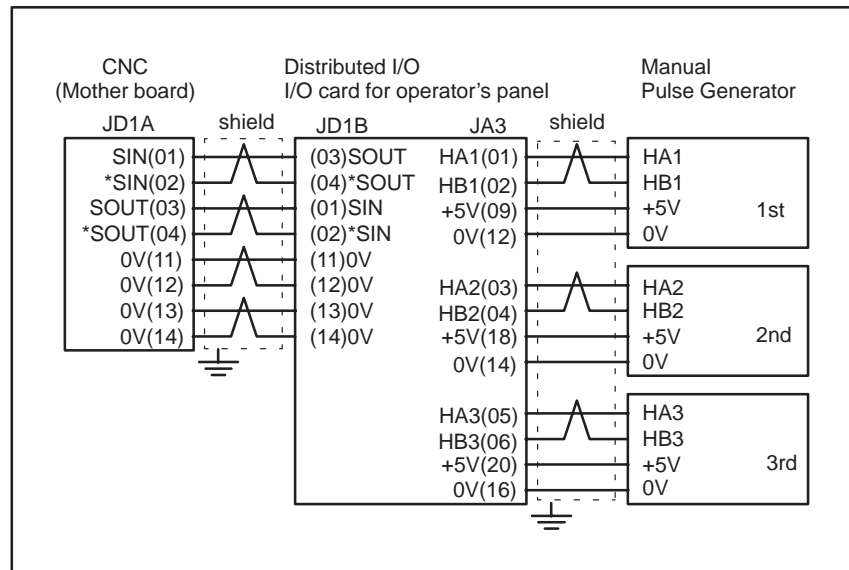 CNC
(Mother board)
Distributed I/O
I/O card for operator's panel
Manual
Pulse Generator
JD1A
shield
JD1B
JA3
shield
SIN(01)
*SIN(02)
SOUT(03)
*SOUT(04)
0V(11)
0V(12)
0V(13)
0V(14)
(03)SOUT
(04)*SOUT
(01)SIN
(02)*SIN
(11)0V
(12)0V
(13)0V
(14)0V
HA1(01)
HB1(02)
+5V(09)
0V(12)
HA2(03)
HB2(04)
+5V(18)
0V(14)
HA3(05)
HB3(06)
+5V(20)
0V(16)
HA1
HB1
+5V
0V
1st
HA2
HB2
+5V
0V
2nd
HA3
HB3
+5V
0V
3rd